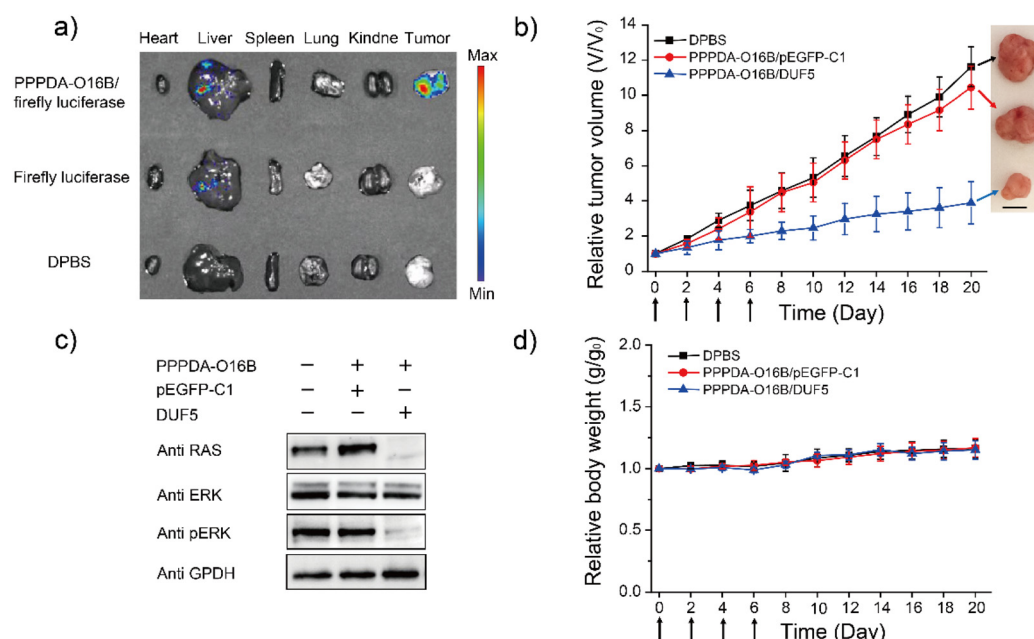 a)
Heart Liver Spleen Lung Kindne Tumor
PPPDA-O16B/
firefly luciferase
Firefly luciferase
DPBS
Max
Min
b)
Relative tumor volume (V/V₀)
14
12
10
8
6
4
2
0
DPBS
PPPDA-O16B/pEGFP-C1
PPPDA-O16B/DUF5
0 2 4 6 8 10 12 14 16 18 20
Time (Day)
c)
PPPDA-O16B − + +
pEGFP-C1 − + −
DUF5 − − +
Anti RAS
Anti ERK
Anti pERK
Anti GPDH
d)
Relative body weight (g/g₀)
2.0
1.5
1.0
0.5
0.0
DPBS
PPPDA-O16B/pEGFP-C1
PPPDA-O16B/DUF5
0 2 4 6 8 10 12 14 16 18 20
Time (Day)